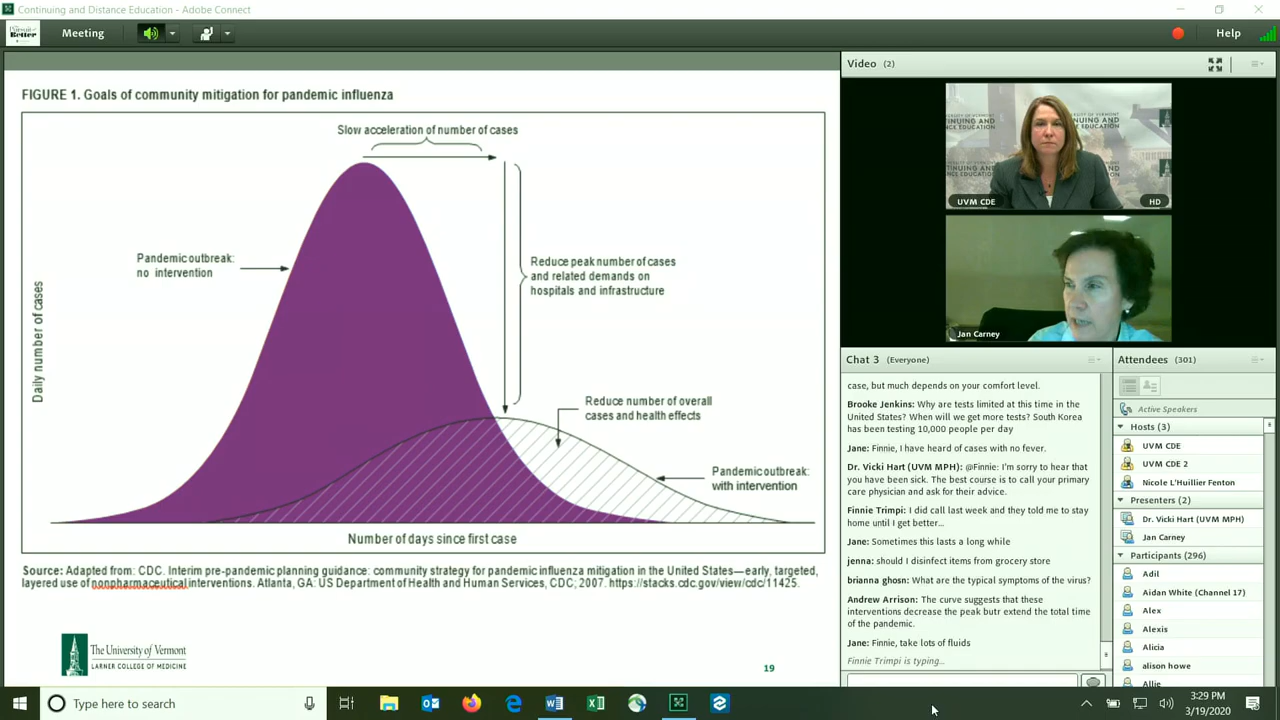 Continuing and Distance Education - Adobe Connect
Pursuit of
Better
Meeting
Help
FIGURE 1. Goals of community mitigation for pandemic influenza
Slow acceleration of number of cases
Pandemic outbreak:
no intervention
Reduce peak number of cases
and related demands on
hospitals and infrastructure
Daily number of cases
Reduce number of overall
cases and health effects
Pandemic outbreak:
with intervention
Number of days since first case
Source: Adapted from: CDC. Interim pre-pandemic planning guidance: community strategy for pandemic influenza mitigation in the United States—early, targeted,
layered use of nonpharmaceutical interventions. Atlanta, GA: US Department of Health and Human Services, CDC; 2007. https://stacks.cdc.gov/view/cdc/11425.
The University of Vermont
LARNER COLLEGE OF MEDICINE
19
Video (2)
UVM CDE
HD
Jan Carney
Chat 3 (Everyone)
case, but much depends on your comfort level.
Brooke Jenkins: Why are tests limited at this time in the
United States? When will we get more tests? South Korea
has been testing 10,000 people per day
Jane: Finnie, I have heard of cases with no fever.
Dr. Vicki Hart (UVM MPH): @Finnie: I'm sorry to hear that
you have been sick. The best course is to call your primary
care physician and ask for their advice.
Finnie Trimpi: I did call last week and they told me to stay
home until I get better...
Jane: Sometimes this lasts a long while
jenna: should I disinfect items from grocery store
brianna ghosn: What are the typical symptoms of the virus?
Andrew Arrison: The curve suggests that these
interventions decrease the peak butr extend the total time
of the pandemic.
Jane: Finnie, take lots of fluids
Finnie Trimpi is typing...
Attendees (301)
Active Speakers
Hosts (3)
UVM CDE
UVM CDE 2
Nicole L'Huillier Fenton
Presenters (2)
Dr. Vicki Hart (UVM MPH)
Jan Carney
Participants (296)
Adil
Aidan White (Channel 17)
Alex
Alexis
Alicia
alison howe
Allie
Type here to search
3:29 PM
3/19/2020